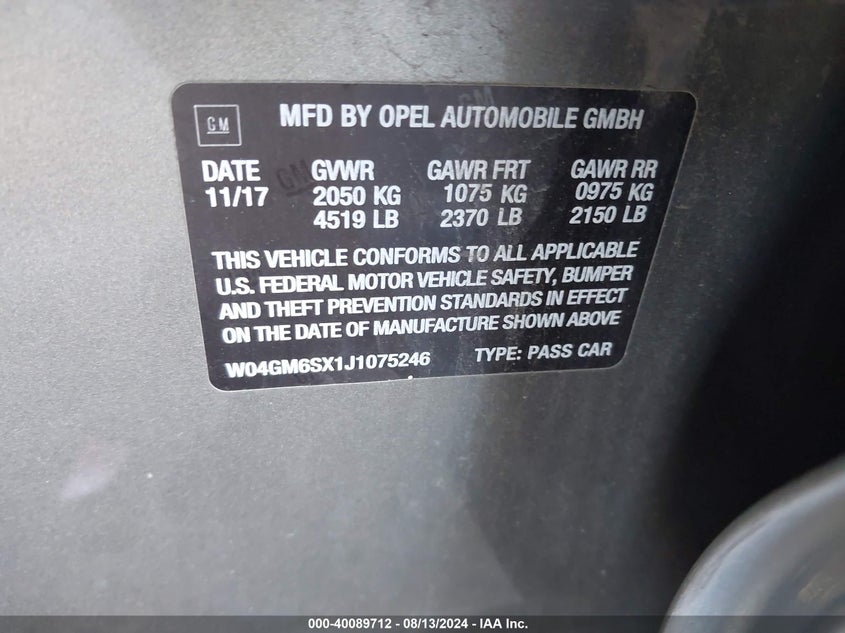 GM MFD BY OPEL AUTOMOBILE GMBH
DATE GVWR GAWR FRT GAWR RR
11/17 2050 KG 1075 KG 0975 KG
4519 LB 2370 LB 2150 LB
THIS VEHICLE CONFORMS TO ALL APPLICABLE
U.S. FEDERAL MOTOR VEHICLE SAFETY, BUMPER
AND THEFT PREVENTION STANDARDS IN EFFECT
ON THE DATE OF MANUFACTURE SHOWN ABOVE
W04GM6SX1J1075246 TYPE: PASS CAR
000-40089712 - 08/13/2024 - IAA Inc.